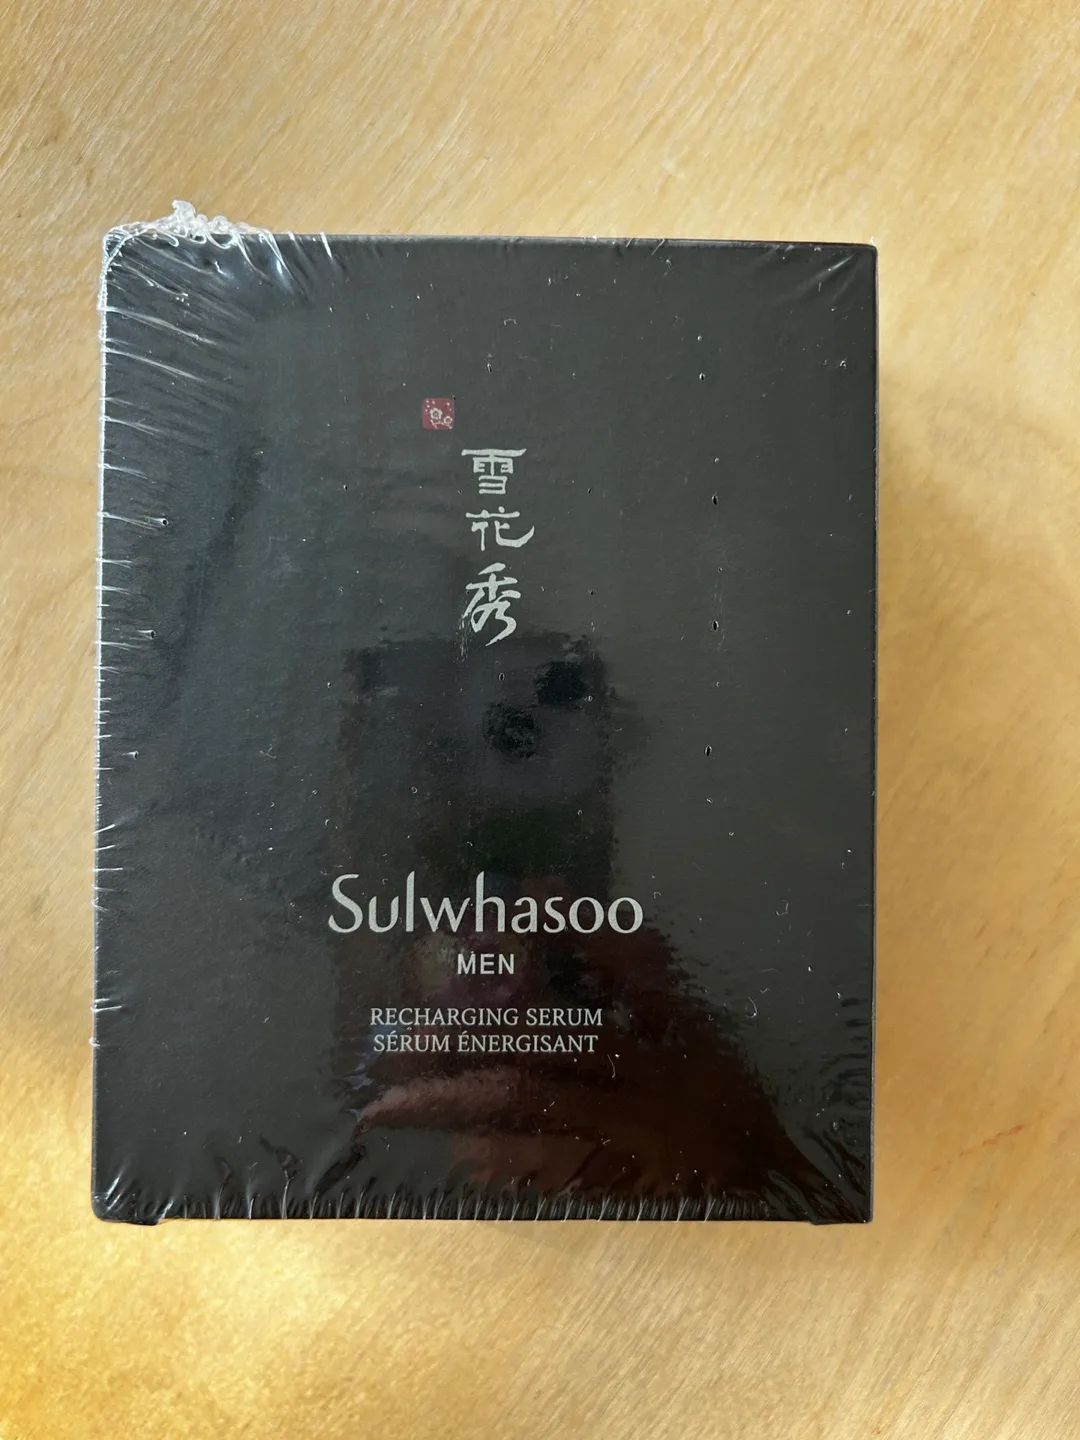 雪花秀
Sulwhasoo
MEN
RECHARGING SERUM
SÉRUM ÉNERGISANT